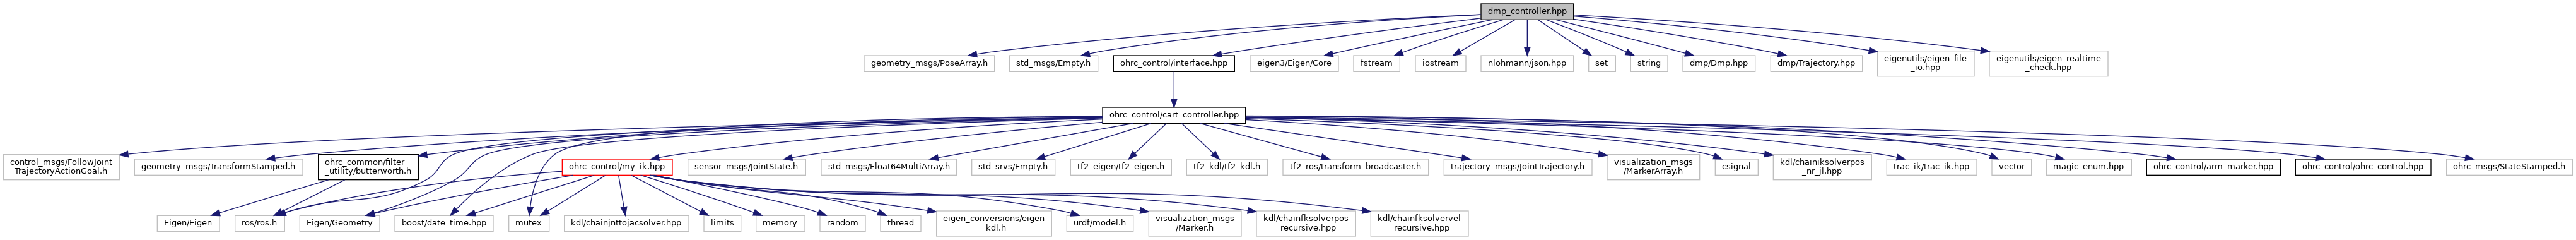 dmp_controller.hpp
geometry_msgs/PoseArray.h
std_msgs/Empty.h
ohrc_control/interface.hpp
eigen3/Eigen/Core
fstream
iostream
nlohmann/json.hpp
set
string
dmp/Dmp.hpp
dmp/Trajectory.hpp
eigenutils/eigen_file
_io.hpp
eigenutils/eigen_realtime
_check.hpp
ohrc_control/cart_controller.hpp
control_msgs/FollowJoint
TrajectoryActionGoal.h
geometry_msgs/TransformStamped.h
ohrc_common/filter
_utility/butterworth.h
ohrc_control/my_ik.hpp
sensor_msgs/JointState.h
std_msgs/Float64MultiArray.h
std_srvs/Empty.h
tf2_eigen/tf2_eigen.h
tf2_kdl/tf2_kdl.h
tf2_ros/transform_broadcaster.h
trajectory_msgs/JointTrajectory.h
visualization_msgs
/MarkerArray.h
csignal
kdl/chainiksolverpos
_nr_jl.hpp
trac_ik/trac_ik.hpp
vector
magic_enum.hpp
ohrc_control/arm_marker.hpp
ohrc_control/ohrc_control.hpp
ohrc_msgs/StateStamped.h
Eigen/Eigen
ros/ros.h
Eigen/Geometry
boost/date_time.hpp
mutex
kdl/chainjnttojacsolver.hpp
limits
memory
random
thread
eigen_conversions/eigen
_kdl.h
urdf/model.h
visualization_msgs
/Marker.h
kdl/chainfksolverpos
_recursive.hpp
kdl/chainfksolvervel
_recursive.hpp